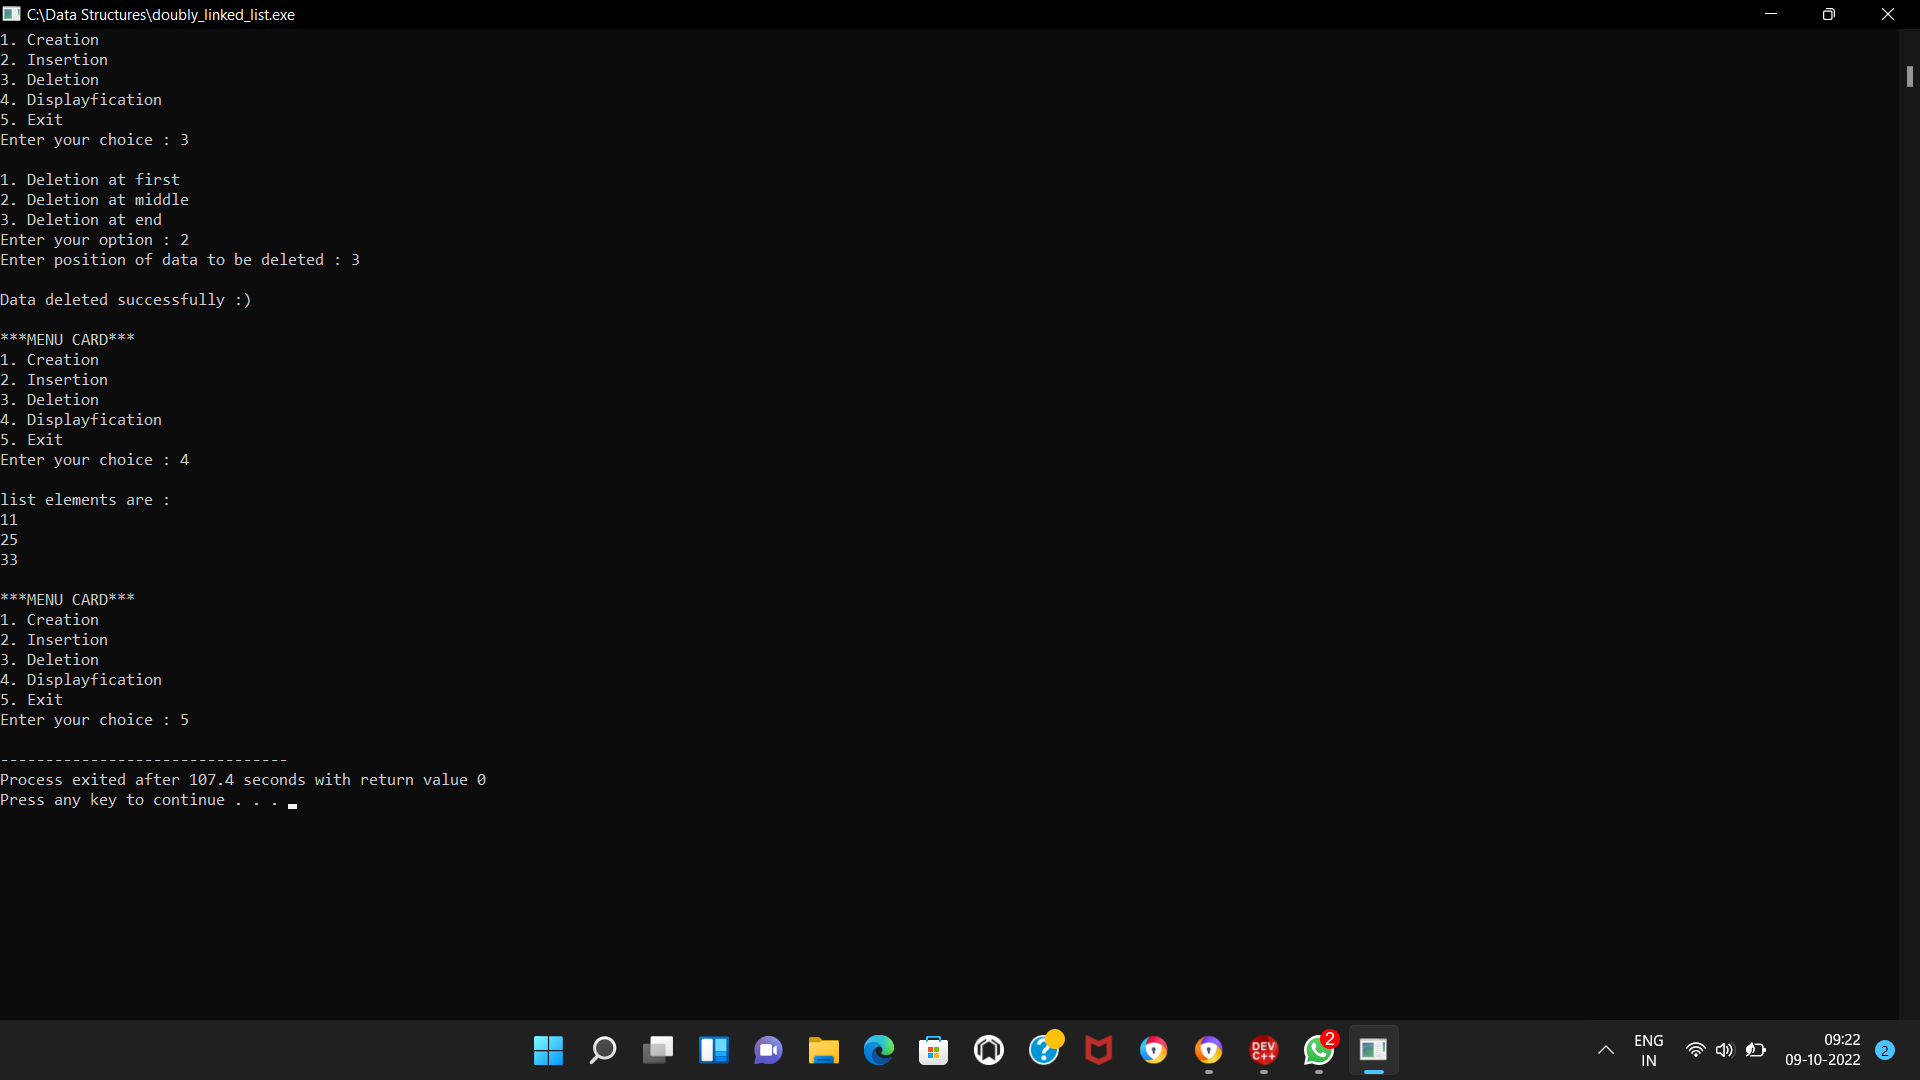 C:\Data Structures\doubly_linked_list.exe
1. Creation
2. Insertion
3. Deletion
4. Displayfication
5. Exit
Enter your choice : 3
1. Deletion at first
2. Deletion at middle
3. Deletion at end
Enter your option : 2
Enter position of data to be deleted : 3
Data deleted successfully :)
***MENU CARD***
1. Creation
2. Insertion
3. Deletion
4. Displayfication
5. Exit
Enter your choice : 4
list elements are :
11
25
33
***MENU CARD***
1. Creation
2. Insertion
3. Deletion
4. Displayfication
5. Exit
Enter your choice : 5
--------------------------------
Process exited after 107.4 seconds with return value 0
Press any key to continue . . .
DEV
C++
2
ENG
IN
09:22
09-10-2022
2